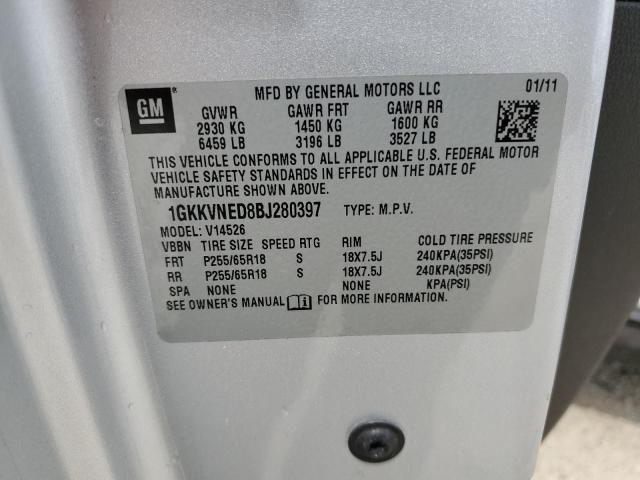 GM
MFD BY GENERAL MOTORS LLC 01/11
GVWR GAWR FRT GAWR RR
2930 KG 1450 KG 1600 KG
6459 LB 3196 LB 3527 LB
THIS VEHICLE CONFORMS TO ALL APPLICABLE U.S. FEDERAL MOTOR
VEHICLE SAFETY STANDARDS IN EFFECT ON THE DATE OF
MANUFACTURE SHOWN ABOVE.
1GKKVNED8BJ280397 TYPE: M.P.V.
MODEL: V14526
VBBN TIRE SIZE SPEED RTG RIM COLD TIRE PRESSURE
FRT P255/65R18 S 18X7.5J 240KPA(35PSI)
RR P255/65R18 S 18X7.5J 240KPA(35PSI)
SPA NONE NONE KPA(PSI)
SEE OWNER'S MANUAL FOR MORE INFORMATION.